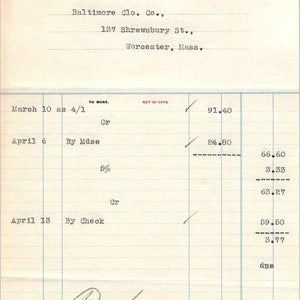 Baltimore Clo. Co.,
137 Shrewsbury St.,
Worcester, Mass.
TO MDSE. NET 30 DAYS
March 10 as 4/1 91.40
Cr
April 6 By Mdse 24.80
66.60
5% 3.33
63.27
Cr
April 13 By Check 59.50
3.77
due